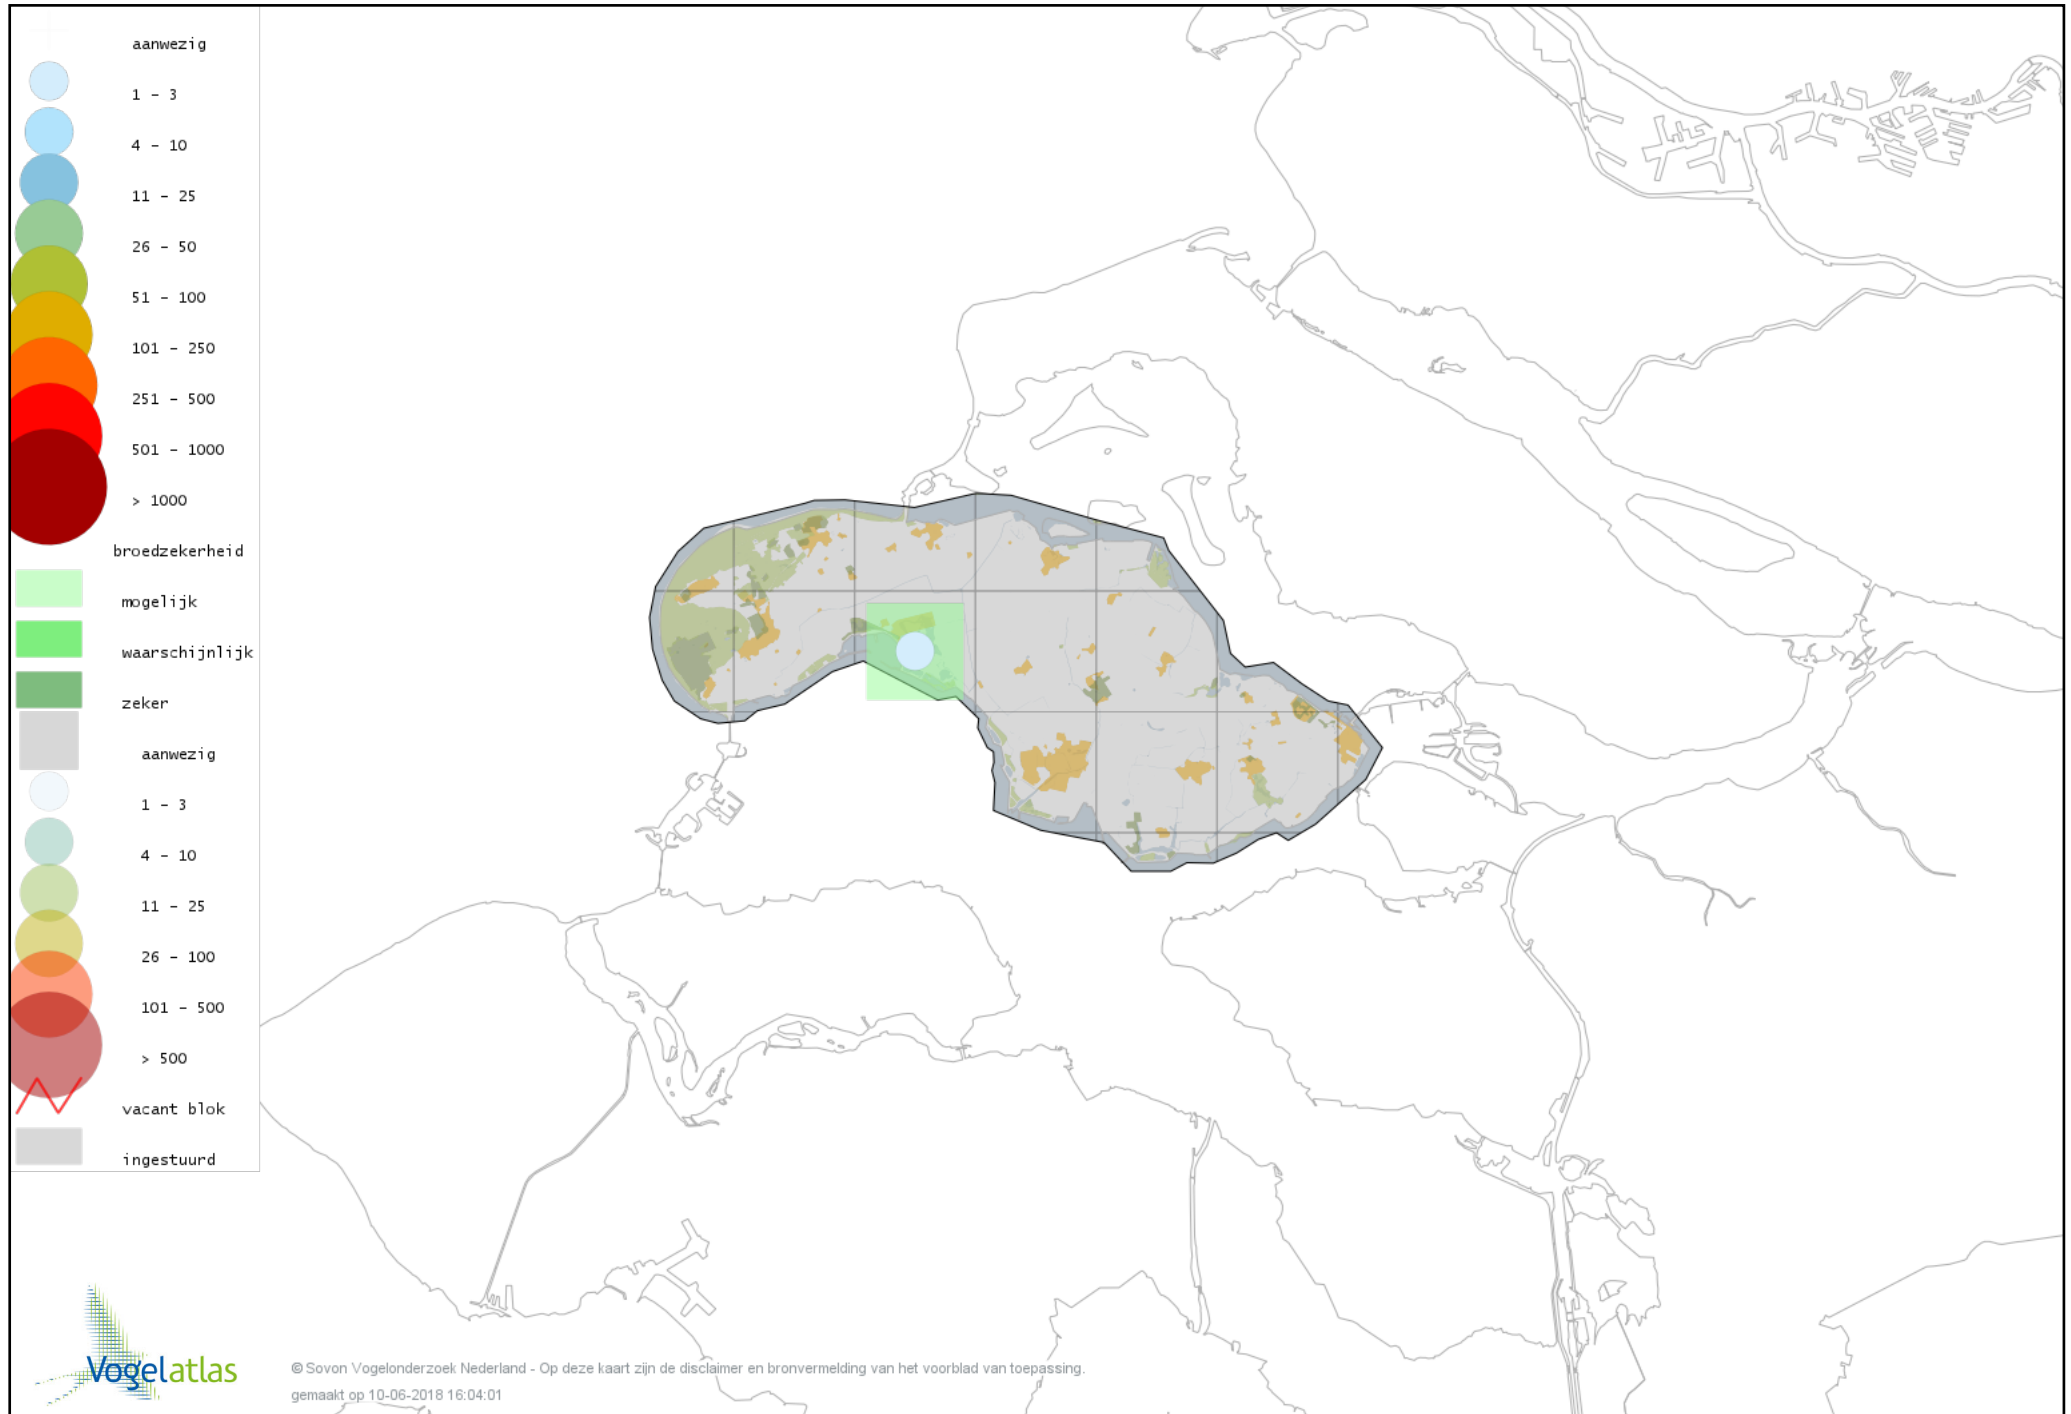 aanwezig
1 - 3
4 - 10
11 - 25
26 - 50
51 - 100
101 - 250
251 - 500
501 - 1000
> 1000
broedzekerheid
mogelijk
waarschijnlijk
zeker
aanwezig
1 - 3
4 - 10
11 - 25
26 - 100
101 - 500
> 500
vacant blok
ingestuurd
Vogelatlas
© Sovon Vogelonderzoek Nederland - Op deze kaart zijn de disclaimer en bronvermelding van het voorblad van toepassing.
gemaakt op 10-06-2018 16:04:01